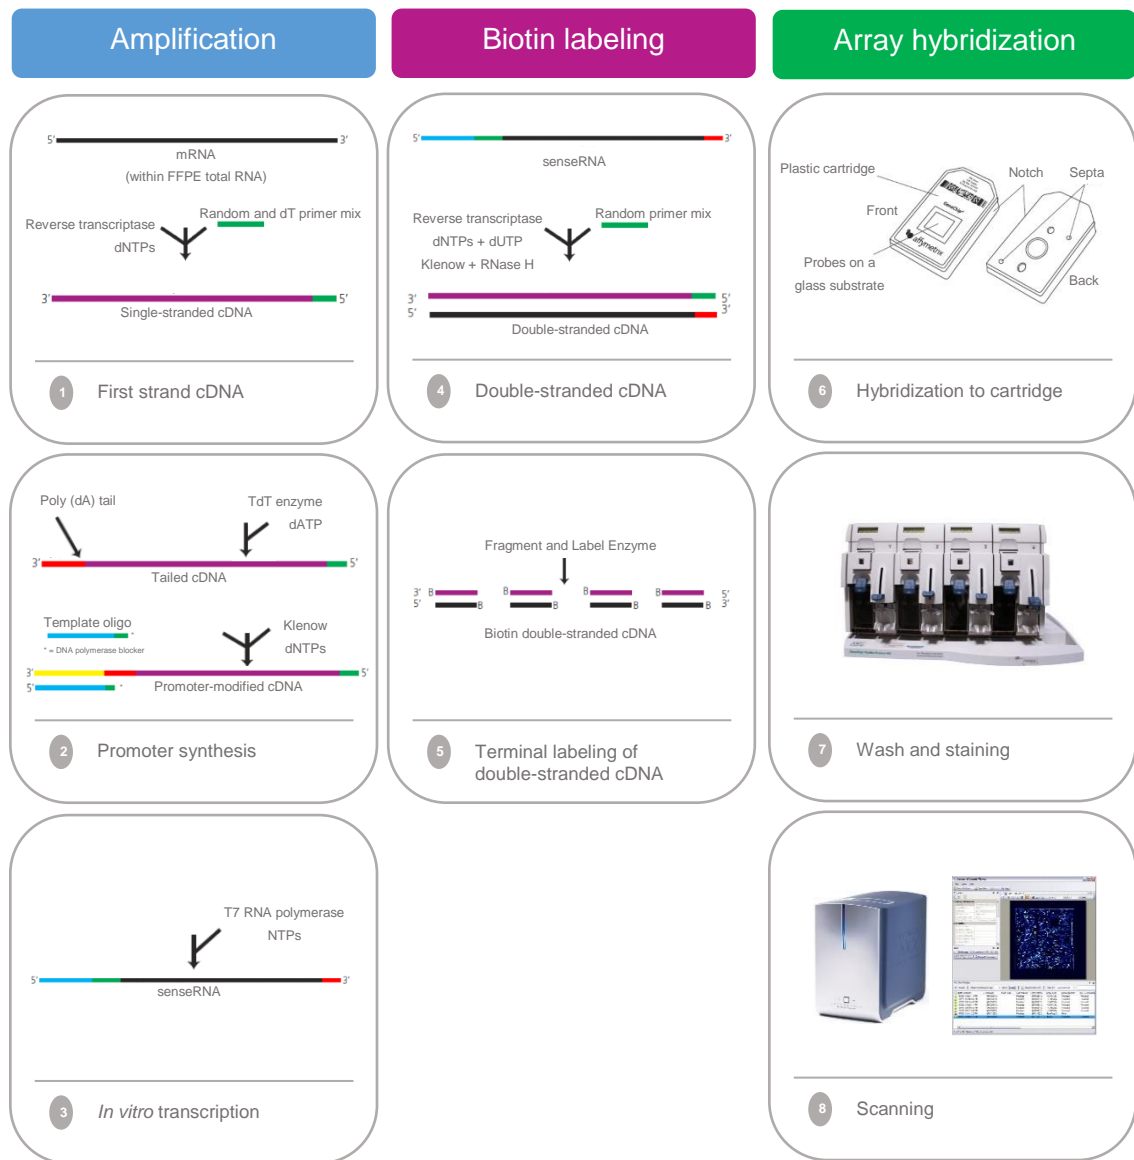 Amplification
Biotin labeling
Array hybridization
5' 3'
mRNA
(within FFPE total RNA)
Reverse transcriptase
dNTPs
Random and dT primer mix
3' 5'
Single-stranded cDNA
1 First strand cDNA
5' 3'
senseRNA
Reverse transcriptase
dNTPs + dUTP
Klenow + RNase H
Random primer mix
3' 5'
5' 3'
Double-stranded cDNA
4 Double-stranded cDNA
Plastic cartridge
Notch
Septa
Front
GeneChip
affymetrix
Probes on a
glass substrate
Back
6 Hybridization to cartridge
Poly (dA) tail
TdT enzyme
dATP
3' 5'
Tailed cDNA
Template oligo
*
* = DNA polymerase blocker
Klenow
dNTPs
3' 5'
Promoter-modified cDNA
5' *
2 Promoter synthesis
Fragment and Label Enzyme
3' B B B B 5'
5' B B B B 3'
Biotin double-stranded cDNA
5 Terminal labeling of
double-stranded cDNA
7 Wash and staining
T7 RNA polymerase
NTPs
5' 3'
senseRNA
3 In vitro transcription
8 Scanning